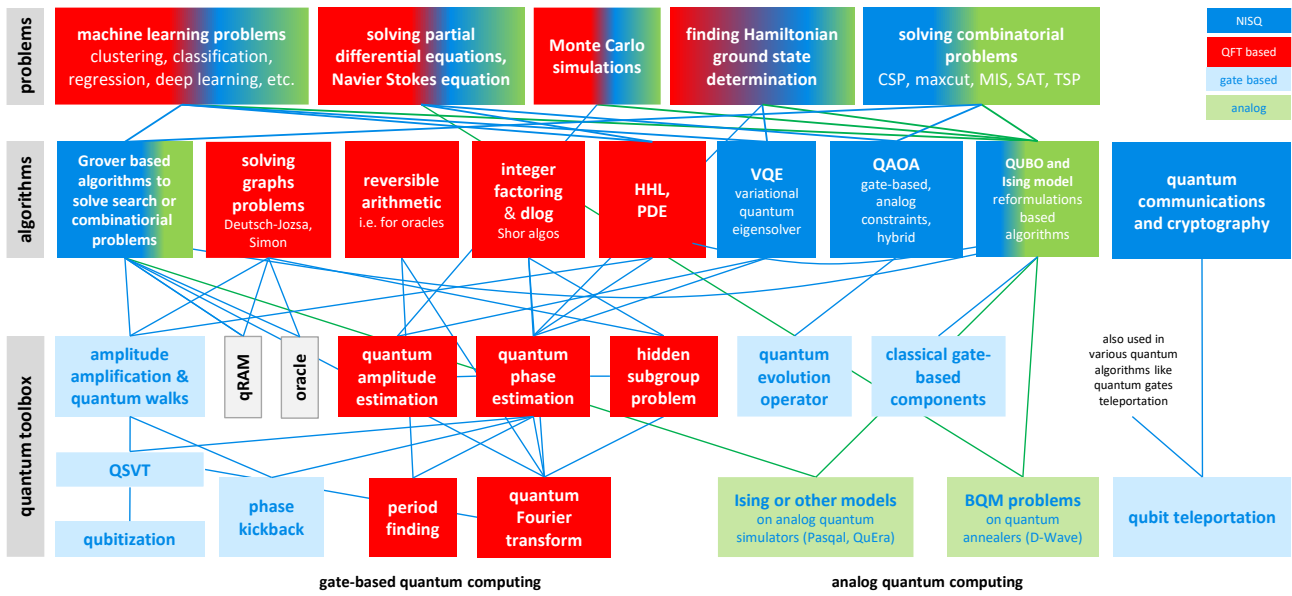 problems
machine learning problems
clustering, classification,
regression, deep learning, etc.
solving partial
differential equations,
Navier Stokes equation
Monte Carlo
simulations
finding Hamiltonian
ground state
determination
solving combinatorial
problems
CSP, maxcut, MIS, SAT, TSP
NISQ
QFT based
gate based
analog
algorithms
Grover based
algorithms to
solve search or
combinatorial
problems
solving
graphs
problems
Deutsch-Jozsa,
Simon
reversible
arithmetic
i.e. for oracles
integer
factoring
& dlog
Shor algos
HHL,
PDE
VQE
variational
quantum
eigensolver
QAOA
gate-based,
analog
constraints,
hybrid
QUBO and
Ising model
reformulations
based
algorithms
quantum
communications
and cryptography
quantum toolbox
amplitude
amplification &
quantum walks
qRAM
oracle
quantum
amplitude
estimation
quantum
phase
estimation
hidden
subgroup
problem
quantum
evolution
operator
classical gate-
based
components
also used in
various quantum
algorithms like
quantum gates
teleportation
QSVT
qubitization
phase
kickback
period
finding
quantum
Fourier
transform
Ising or other models
on analog quantum
simulators (Pasqal, QuEra)
BQM problems
on quantum
annealers (D-Wave)
qubit teleportation
gate-based quantum computing
analog quantum computing